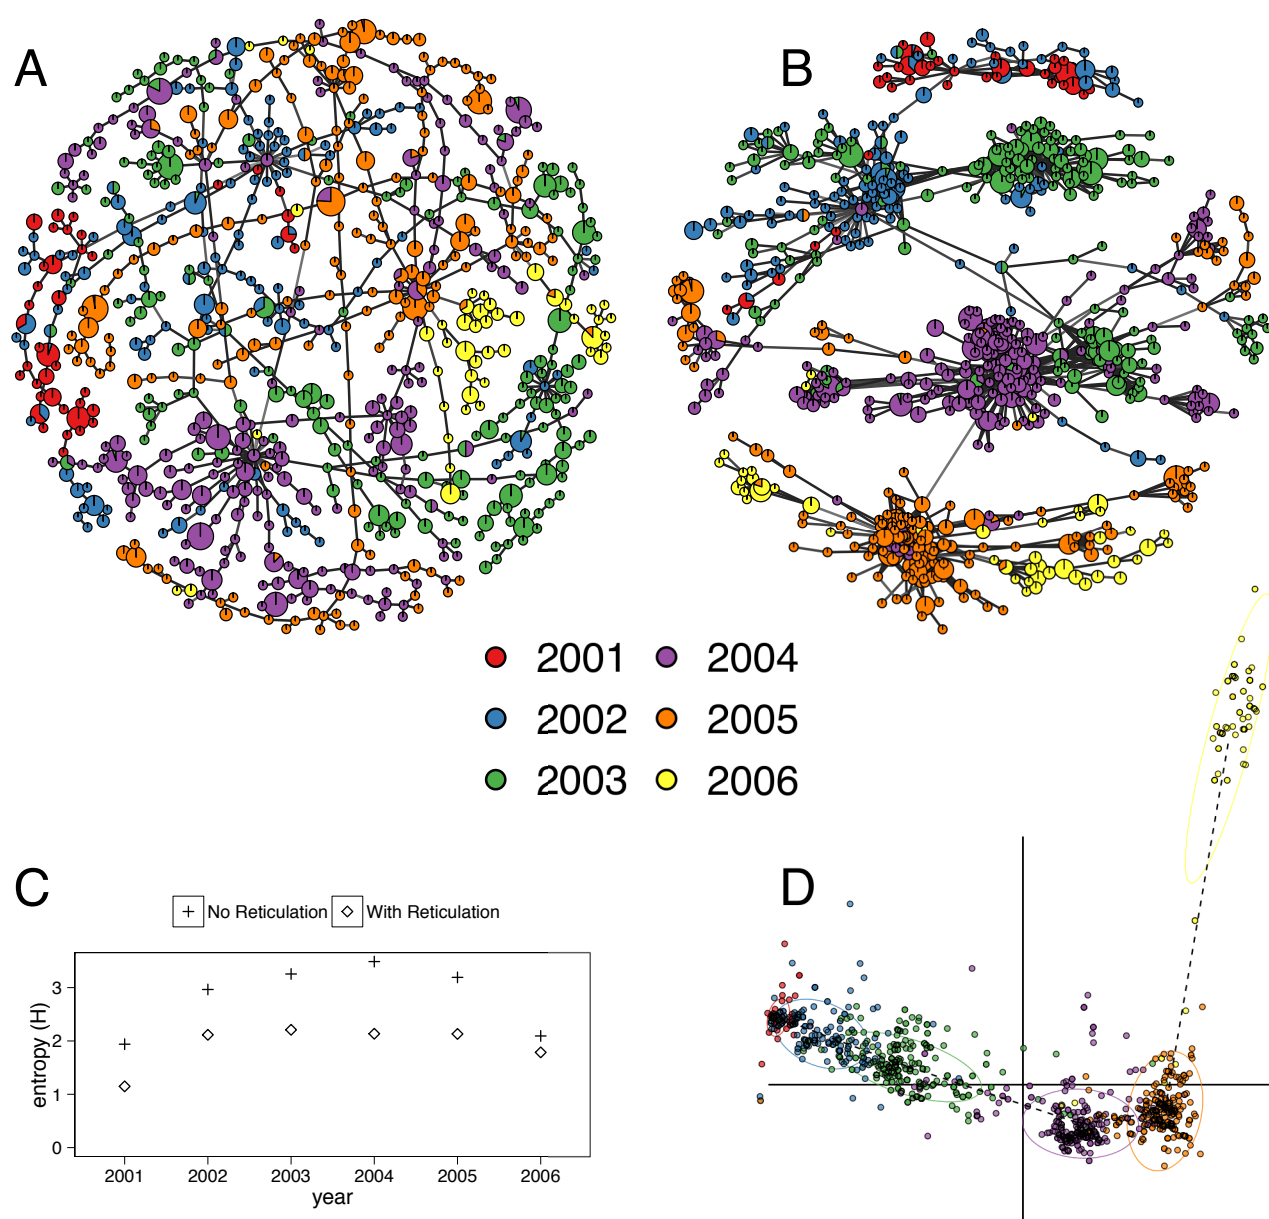 A
B
2001 2004
2002 2005
2003 2006
C
D
No Reticulation With Reticulation
entropy (H)
3
2
1
0
2001 2002 2003 2004 2005 2006
year